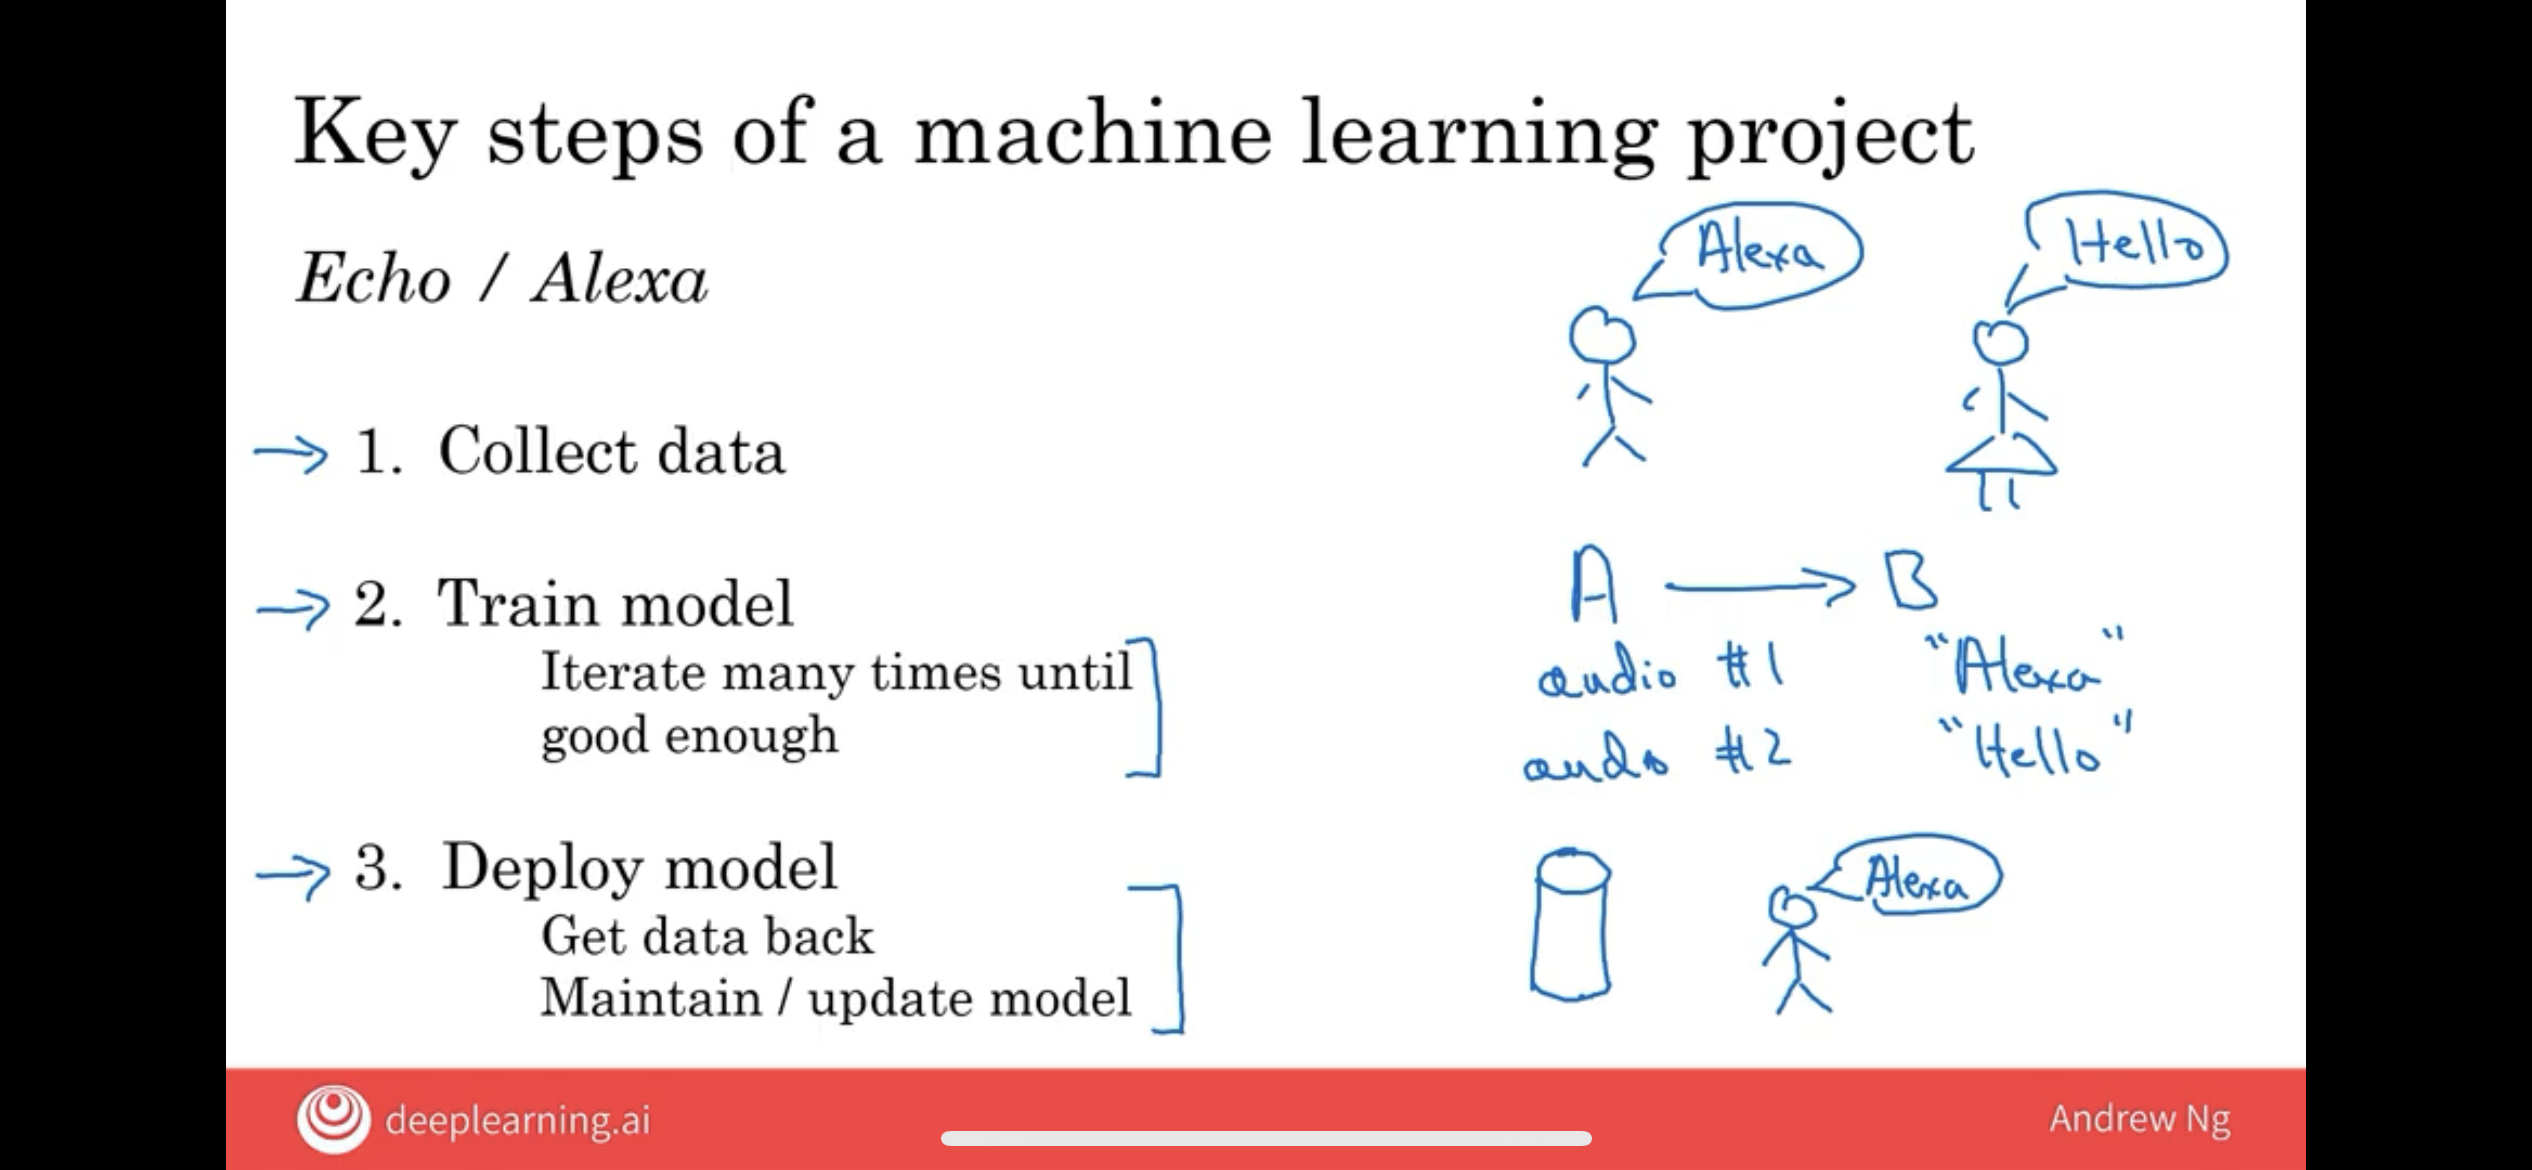 Key steps of a machine learning project
Echo / Alexa
Alexa
Hello
1. Collect data
2. Train model
Iterate many times until
good enough
A → B
audio #1 "Alexa"
audo #2 "Hello"
3. Deploy model
Get data back
Maintain / update model
Alexa
deeplearning.ai
Andrew Ng